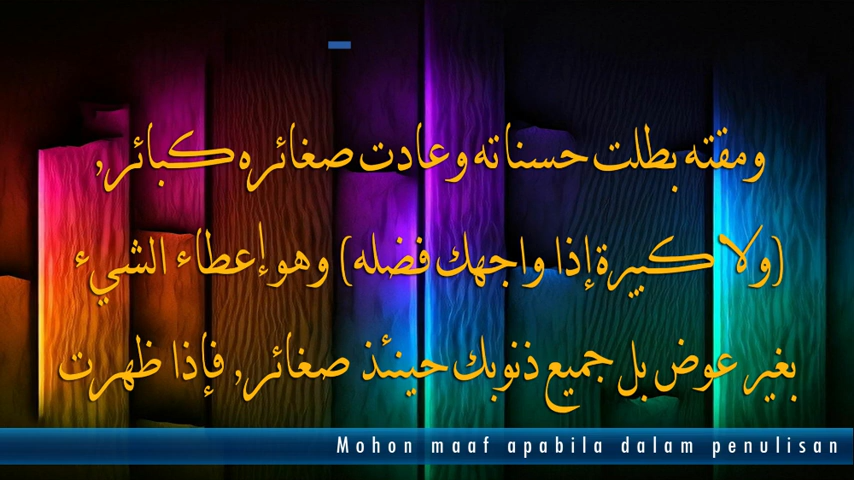 ومقته بطلت حسناته وعادت صغائره كبائر,
(ولا كبيرة إذا واجهك فضله) وهو إعطاء الشيء
بغير عوض بل جميع ذنوبك حينئذ صغائر, فإذا ظهرت
Mohon maaf apabila dalam penulisan